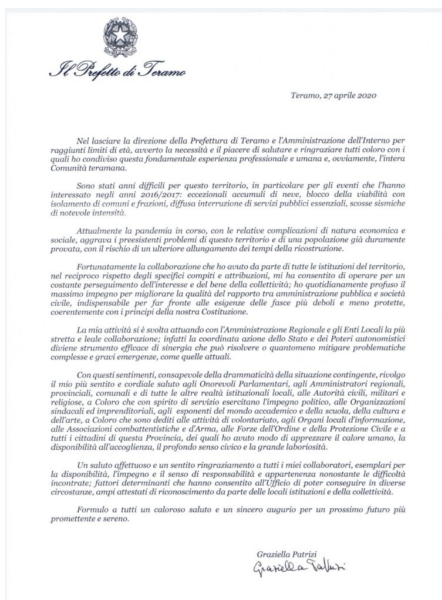 Il Prefetto di Teramo
Teramo, 27 aprile 2020
Nel lasciare la direzione della Prefettura di Teramo e l'Amministrazione dell'Interno per
raggiunti limiti di età, avverto la necessità e il piacere di salutare e ringraziare tutti coloro con i
quali ho condiviso questa fondamentale esperienza professionale e umana e, ovviamente, l'intera
Comunità teramana.
Sono stati anni difficili per questo territorio, in particolare per gli eventi che l'hanno
interessato negli anni 2016/2017: eccezionali accumuli di neve, blocco della viabilità con
isolamento di comuni e frazioni, diffusa interruzione di servizi pubblici essenziali, scosse sismiche
di notevole intensità.
Attualmente la pandemia in corso, con le relative complicazioni di natura economica e
sociale, aggrava i preesistenti problemi di questo territorio e di una popolazione già duramente
provata, con il rischio di un ulteriore allungamento dei tempi della ricostruzione.
Fortunatamente la collaborazione che ho avuto da parte di tutte le istituzioni del territorio,
nel reciproco rispetto degli specifici compiti e attribuzioni, mi ha consentito di operare per un
costante perseguimento dell'interesse e del bene della collettività; ho quotidianamente profuso
il massimo impegno per migliorare la qualità del rapporto tra amministrazione pubblica e società
civile, indispensabile per far fronte alle esigenze delle fasce più deboli e meno protette,
coerentemente con i principi della nostra Costituzione.
La mia attività si è svolta attuando con l'Amministrazione Regionale e gli Enti Locali la più
stretta e leale collaborazione; infatti la coordinata azione dello Stato e dei Poteri autonomistici
diviene strumento efficace di sinergia che può risolvere o quantomeno mitigare problematiche
complesse e gravi emergenze, come quelle attuali.
Con questi sentimenti, consapevole della drammaticità della situazione contingente, rivolgo
il mio più sentito e cordiale saluto agli Onorevoli Parlamentari, agli Amministratori regionali,
provinciali, comunali e di tutte le altre realtà istituzionali locali, alle Autorità civili, militari e
religiose, a Coloro che con spirito di servizio esercitano l'impegno politico, alle Organizzazioni
sindacali ed imprenditoriali, agli esponenti del mondo accademico e della scuola, della cultura e
dell'arte, a Coloro che sono dediti alle attività di volontariato, agli Organi locali d'informazione,
alle Associazioni combattentistiche e d'Arma, alle Forze dell'Ordine e della Protezione Civile e a
tutti i cittadini di questa Provincia, dei quali ho avuto modo di apprezzare il calore umano, la
disponibilità all'accoglienza, il profondo senso civico e la grande laboriosità.
Un saluto affettuoso e un sentito ringraziamento a tutti i miei collaboratori, esemplari per
la disponibilità, l'impegno e il senso di responsabilità e appartenenza nonostante le difficoltà
incontrate; fattori determinanti che hanno consentito all'Ufficio di poter conseguire in diverse
circostanze, ampi attestati di riconoscimento da parte delle locali istituzioni e della collettività.
Formulo a tutti un caloroso saluto e un sincero augurio per un prossimo futuro più
promettente e sereno.
Graziella Patrizi
Graziella Patrizi